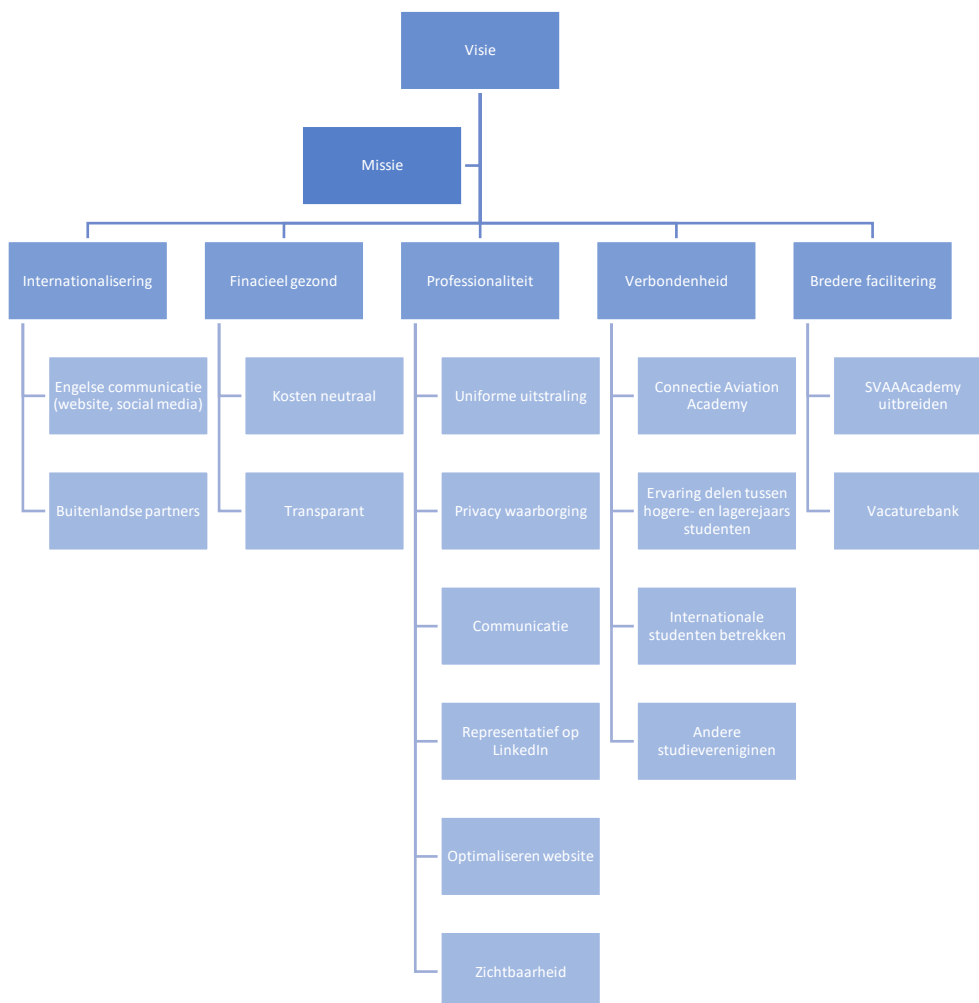 Visie
Missie
Internationalisering
Finacieel gezond
Professionaliteit
Verbondenheid
Bredere facilitering
Engelse communicatie
(website, social media)
Kosten neutraal
Uniforme uitstraling
Connectie Aviation
Academy
SVAAAcademy
uitbreiden
Buitenlandse partners
Transparant
Privacy waarborging
Ervaring delen tussen
hogere- en lagerejaars
studenten
Vacaturebank
Communicatie
Internationale
studenten betrekken
Representatief op
LinkedIn
Andere
studievereniginen
Optimaliseren website
Zichtbaarheid